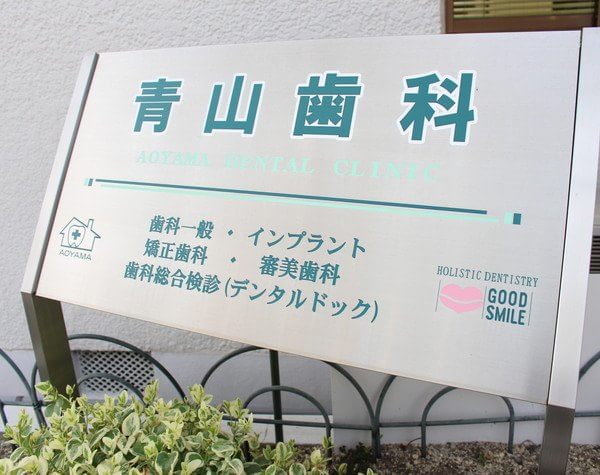 青山歯科
AOYAMA DENTAL CLINIC
歯科一般・インプラント
矯正歯科・審美歯科
歯科総合検診(デンタルドック)
AOYAMA
HOLISTIC DENTISTRY
GOOD
SMILE